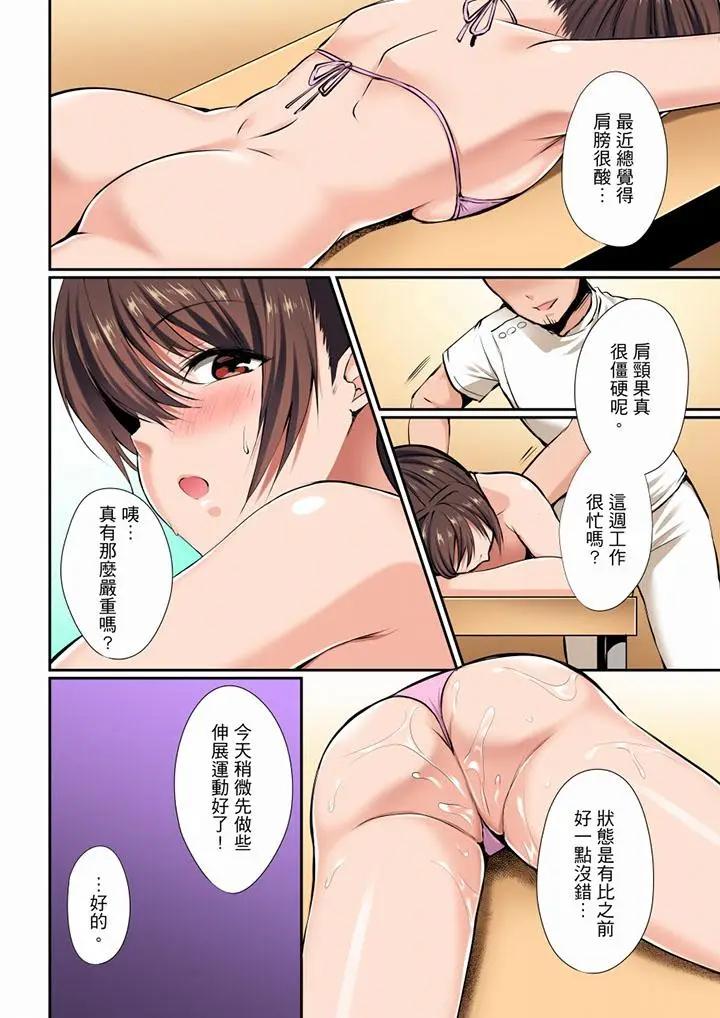 最近總覺得
肩膀很酸…
肩頸果真
很僵硬呢。
這週工作
很忙嗎？
咦…
真有那麼嚴重嗎？
狀態是有比之前
好一點沒錯…
今天稍微先做些
伸展運動好了！
…好的。